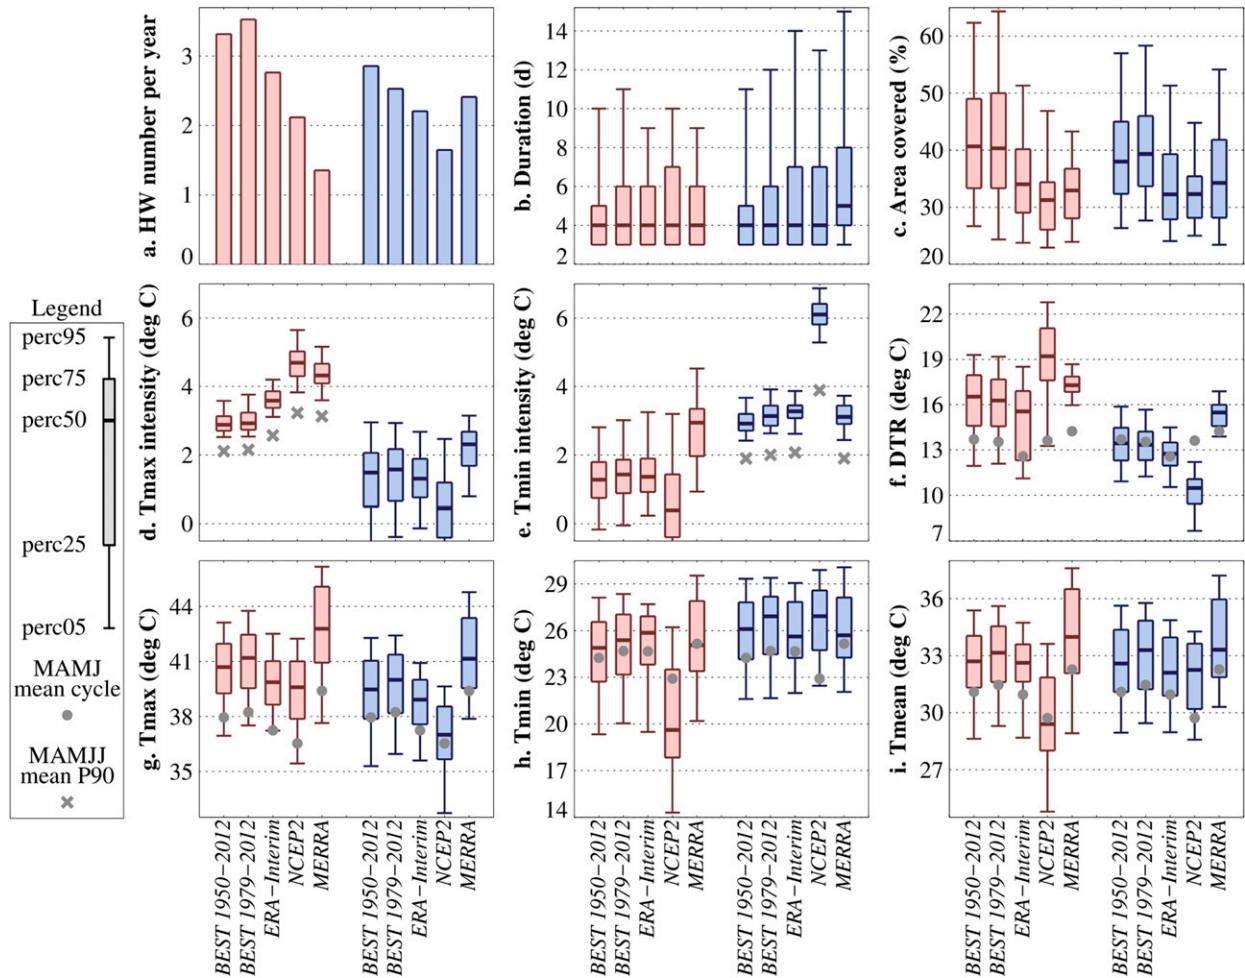 a. HW number per year
3
2
1
0
b. Duration (d)
14
12
10
8
6
4
2
c. Area covered (%)
60
50
40
30
20
Legend
perc95
perc75
perc50
perc25
perc05
MAMJ
mean cycle
MAMJJ
mean P90
d. Tmax intensity (deg C)
6
4
2
0
e. Tmin intensity (deg C)
6
4
2
0
f. DTR (deg C)
22
19
16
13
10
7
g. Tmax (deg C)
44
41
38
35
h. Tmin (deg C)
29
26
23
20
17
14
i. Tmean (deg C)
36
33
30
27
BEST 1950-2012
BEST 1979-2012
ERA-Interim
NCEP2
MERRA
BEST 1950-2012
BEST 1979-2012
ERA-Interim
NCEP2
MERRA
BEST 1950-2012
BEST 1979-2012
ERA-Interim
NCEP2
MERRA
BEST 1950-2012
BEST 1979-2012
ERA-Interim
NCEP2
MERRA
BEST 1950-2012
BEST 1979-2012
ERA-Interim
NCEP2
MERRA
BEST 1950-2012
BEST 1979-2012
ERA-Interim
NCEP2
MERRA